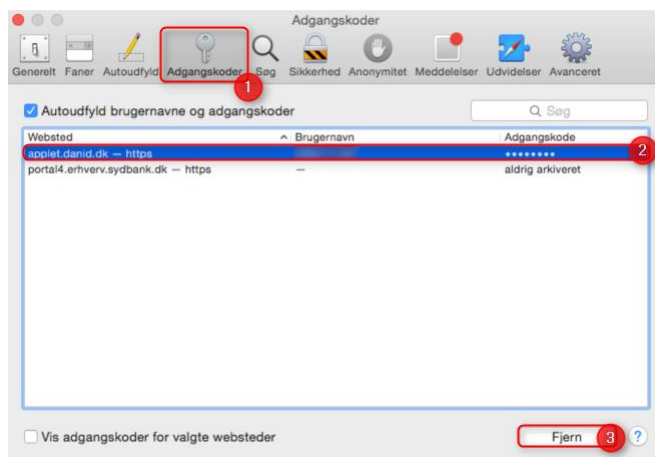 Adgangskoder
Generelt Faner Autoudfyld Adgangskoder Søg Sikkerhed Anonymitet Meddelelser Udvidelser Avanceret
1
Autoudfyld brugernavne og adgangskoder
Søg
Websted Brugernavn Adgangskode
applet.danid.dk — https •••••••• 2
portal4.erhverv.sydbank.dk — https — aldrig arkiveret
Vis adgangskoder for valgte websteder Fjern 3 ?